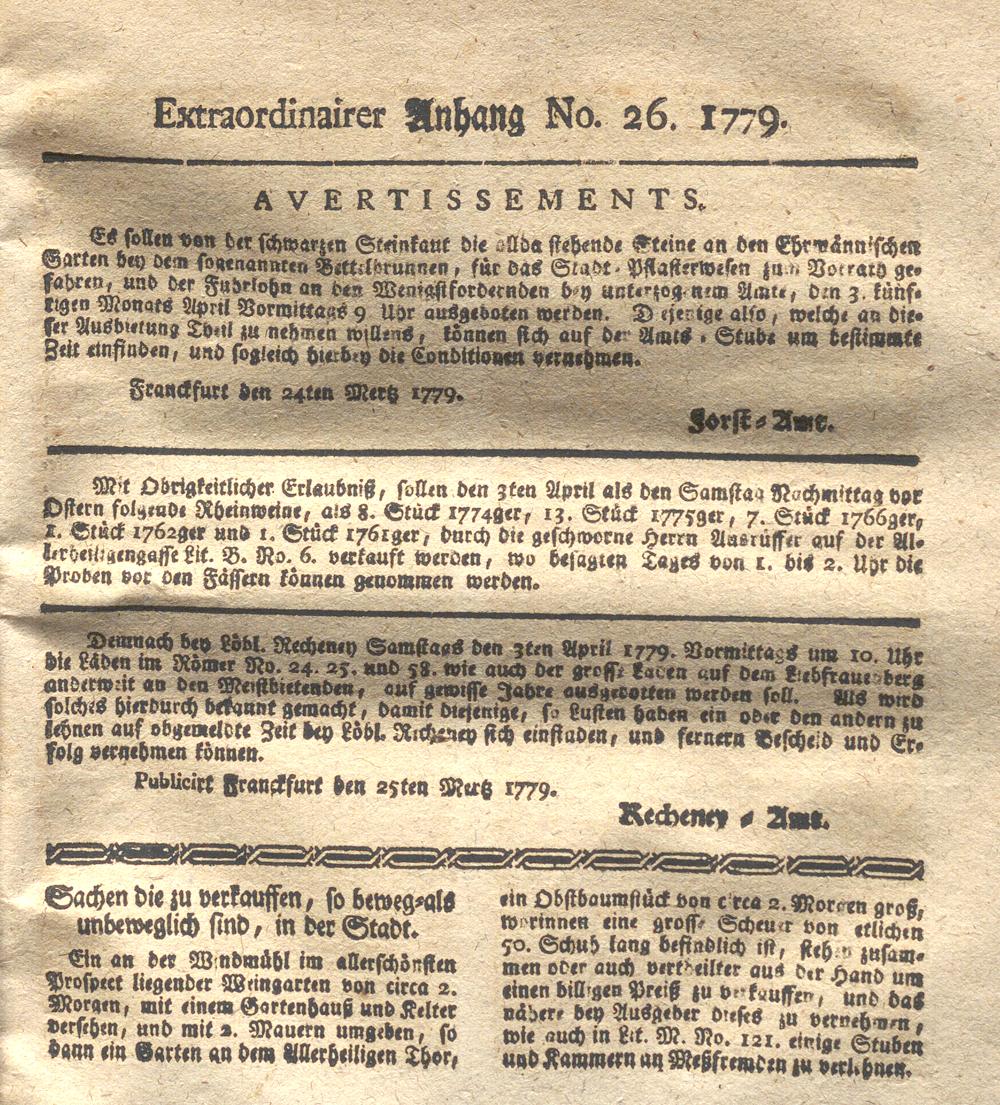 Extraordinairer Anhang No. 26. 1779.
AVERTISSEMENTS.
Es sollen von der schwarzen Steinkaut die allda stehende Steine an den Ehrmännischen
Garten bey dem sogenannten Bettelbrunnen, für das Stadt-Pflasterwesen zum Vorrath ge-
fahren, und der Fuhrlohn an den Wenigstfordernden bey unterzogenem Amte, den 3. künf-
tigen Monats April Vormittags 9 Uhr ausgeboten werden. Diejenige also, welche an die-
ser Ausbietung Theil zu nehmen willens, können sich auf der Amts-Stube um bestimmte
Zeit einfinden, und sogleich hierbey die Conditionen vernehmen.
Franckfurt den 24ten Mertz 1779.
Forst-Amt.
Mit Obrigkeitlicher Erlaubniß, sollen den 3ten April als den Samstag Nachmittag vor
Ostern folgende Rheinweine, als 8. Stück 1774ger, 13. Stück 1775ger, 7. Stück 1766ger,
1. Stück 1762ger und 1. Stück 1761ger, durch die geschworne Herrn Ausrüffer auf der Al-
lerheiligengasse Lit. B. No. 6. verkauft werden, wo besagten Tages von 1. bis 2. Uhr die
Proben vor den Fässern können genommen werden.
Demnach bey Löbl. Recheney Samstags den 3ten April 1779. Vormittags um 10. Uhr
die Läden im Römer No. 24. 25. und 58. wie auch der grosse Laden auf dem Liebfrauenberg
anderweit an den Meistbietenden, auf gewisse Jahre ausgebotten werden soll. Als wird
solches hierdurch bekannt gemacht, damit diejenige, so Lusten haben ein oder den andern zu
lehnen auf obgemeldte Zeit bey Löbl. Recheney sich einfinden, und fernern Bescheid und Er-
folg vernehmen können.
Publicirt Franckfurt den 25ten Mertz 1779.
Recheney-Amt.
Sachen die zu verkauffen, so beweg-als
unbeweglich sind, in der Stadt.
Ein an der Windmühl im allerschönsten
Prospect liegender Weingarten von circa 2.
Morgen, mit einem Gartenhauß und Kelter
versehen, und mit 2. Mauern umgeben, so
dann ein Garten an dem Allerheiligen Thor,
ein Obstbaumstück von circa 2. Morgen groß,
worinnen eine grosse Scheuer von etlichen
50. Schuh lang befindlich ist, stehen zusam-
men oder auch vertheilter aus der Hand um
einen billigen Preiß zu verkauffen, und das
nähere bey Ausgeber dieses zu vernehmen,
wie auch in Lit. M. No. 121. einige Stuben
und Kammern an Meßfremden zu verlehnen.